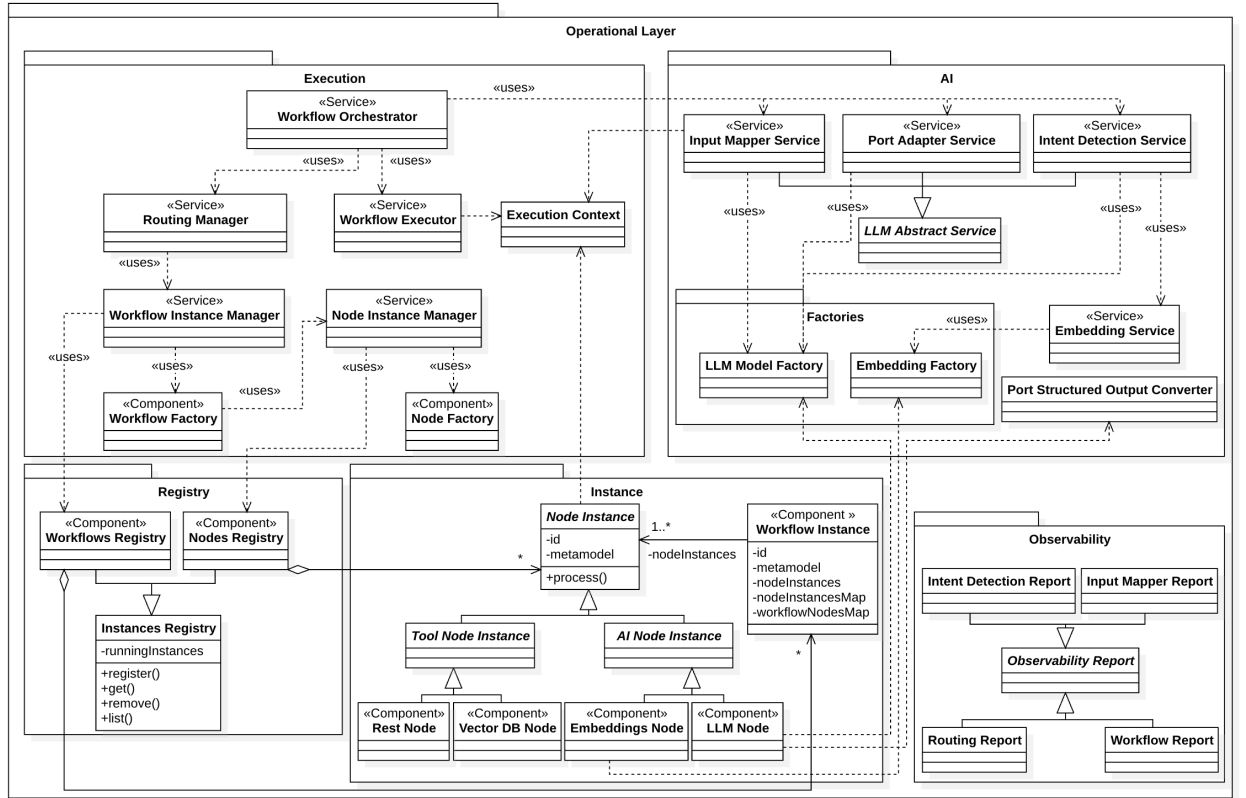 Operational Layer
Execution
«Service»
Workflow Orchestrator
«uses»
«uses»
«uses»
«Service»
Routing Manager
«Service»
Workflow Executor
Execution Context
«uses»
«Service»
Workflow Instance Manager
«Service»
Node Instance Manager
«uses»
«uses»
«uses»
«uses»
«uses»
«Component»
Workflow Factory
«Component»
Node Factory
AI
«Service»
Input Mapper Service
«Service»
Port Adapter Service
«Service»
Intent Detection Service
«uses»
«uses»
«uses»
«uses»
LLM Abstract Service
Factories
«uses»
«Service»
Embedding Service
LLM Model Factory
Embedding Factory
Port Structured Output Converter
Registry
«Component»
Workflows Registry
«Component»
Nodes Registry
*
Instances Registry
-runningInstances
+register()
+get()
+remove()
+list()
Instance
Node Instance
-id
-metamodel
+process()
1..*
-nodeInstances
«Component »
Workflow Instance
-id
-metamodel
-nodeInstances
-nodeInstancesMap
-workflowNodesMap
*
Tool Node Instance
AI Node Instance
«Component»
Rest Node
«Component»
Vector DB Node
«Component»
Embeddings Node
«Component»
LLM Node
Observability
Intent Detection Report
Input Mapper Report
Observability Report
Routing Report
Workflow Report